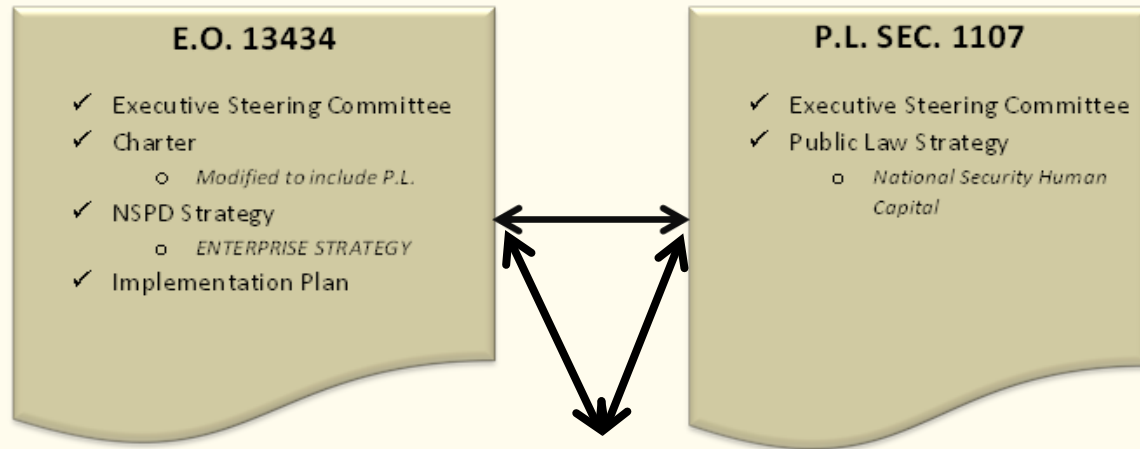 E.O. 13434
✓ Executive Steering Committee
✓ Charter
o Modified to include P.L.
✓ NSPD Strategy
o ENTERPRISE STRATEGY
✓ Implementation Plan
P.L. SEC. 1107
✓ Executive Steering Committee
✓ Public Law Strategy
o National Security Human
Capital